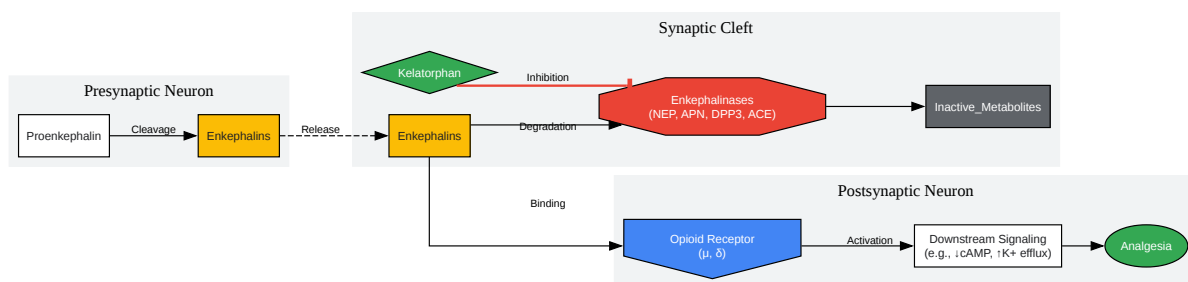 Synaptic Cleft
Kelatorphan
Inhibition
Presynaptic Neuron
Enkephalinases
(NEP, APN, DPP3, ACE)
Inactive_Metabolites
Proenkephalin
Cleavage
Enkephalins
Release
Enkephalins
Degradation
Postsynaptic Neuron
Binding
Opioid Receptor
(μ, δ)
Activation
Downstream Signaling
(e.g., ↓cAMP, ↑K+ efflux)
Analgesia